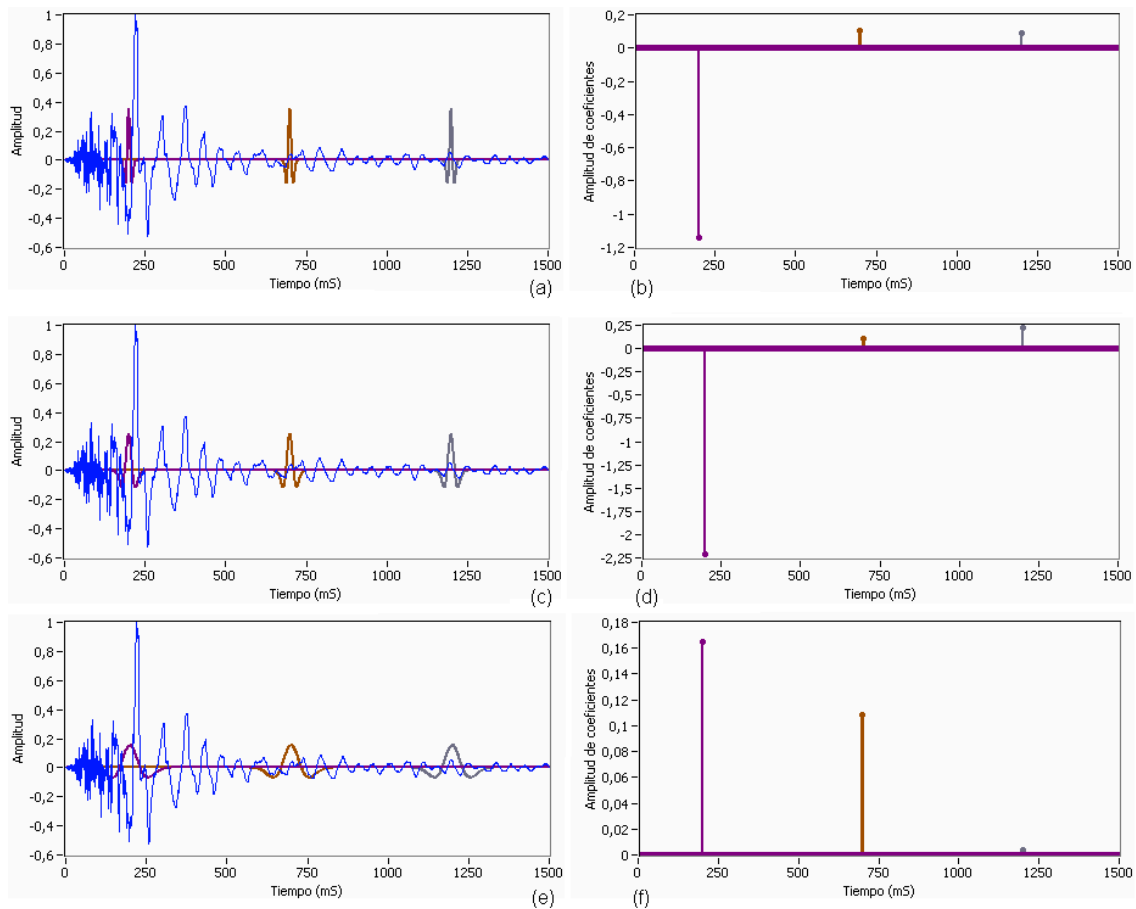 Amplitud
1
0,8
0,6
0,4
0,2
0
-0,2
-0,4
-0,6
0 250 500 750 1000 1250 1500
Tiempo (mS)
(a)
Amplitud de coeficientes
0,2
0
-0,2
-0,4
-0,6
-0,8
-1
-1,2
0 250 500 750 1000 1250 1500
Tiempo (mS)
(b)
Amplitud
1
0,8
0,6
0,4
0,2
0
-0,2
-0,4
-0,6
0 250 500 750 1000 1250 1500
Tiempo (mS)
(c)
Amplitud de coeficientes
0,25
0
-0,25
-0,5
-0,75
-1
-1,25
-1,5
-1,75
-2
-2,25
0 250 500 750 1000 1250 1500
Tiempo (mS)
(d)
Amplitud
1
0,8
0,6
0,4
0,2
0
-0,2
-0,4
-0,6
0 250 500 750 1000 1250 1500
Tiempo (mS)
(e)
Amplitud de coeficientes
0,18
0,16
0,14
0,12
0,1
0,08
0,06
0,04
0,02
0
0 250 500 750 1000 1250 1500
Tiempo (mS)
(f)